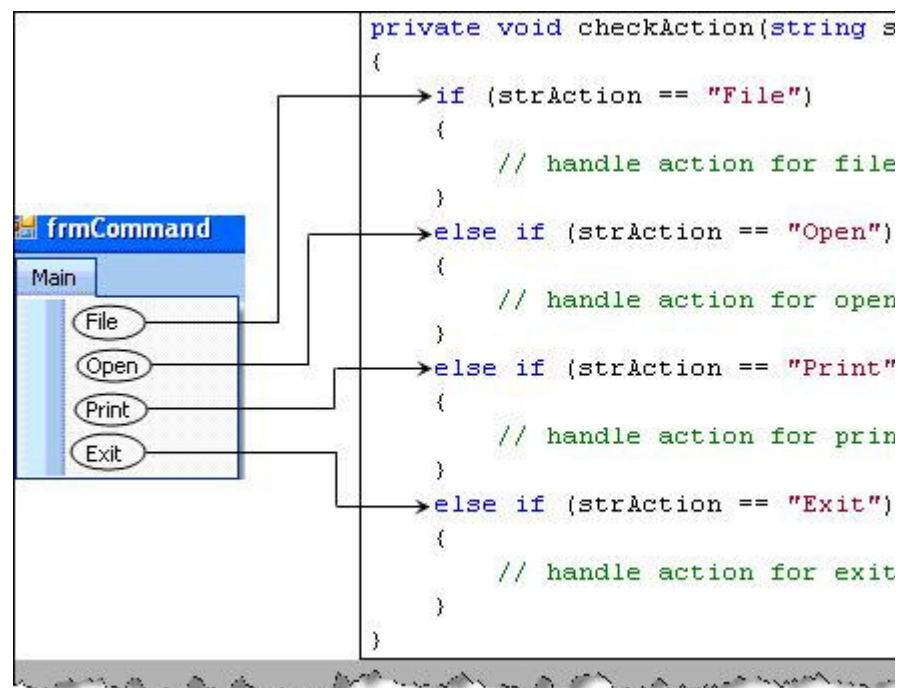 frmCommand
Main
File
Open
Print
Exit
private void checkAction(string s
{
if (strAction == "File")
{
// handle action for file
}
else if (strAction == "Open")
{
// handle action for open
}
else if (strAction == "Print"
{
// handle action for prin
}
else if (strAction == "Exit")
{
// handle action for exit
}
}